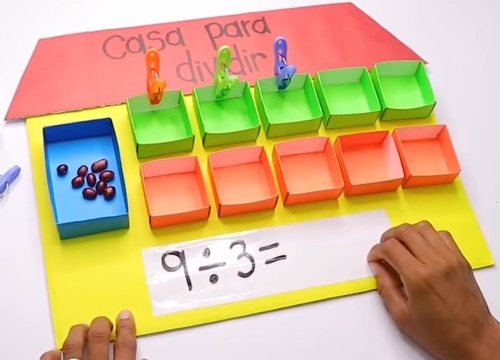 Casa para
dividir
9÷3=